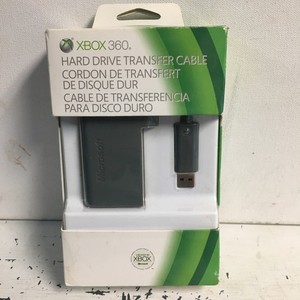 XBOX 360®
HARD DRIVE TRANSFER CABLE
CORDON DE TRANSFERT
DE DISQUE DUR
CABLE DE TRANSFERENCIA
PARA DISCO DURO
Microsoft
XBOX